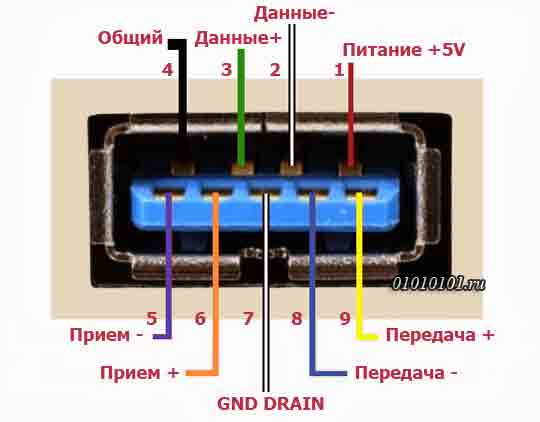 Данные-
Общий Данные+ Питание +5V
4 3 2 1
01010101.ru
5 6 7 8 9
Прием - Передача +
Прием + Передача -
GND DRAIN